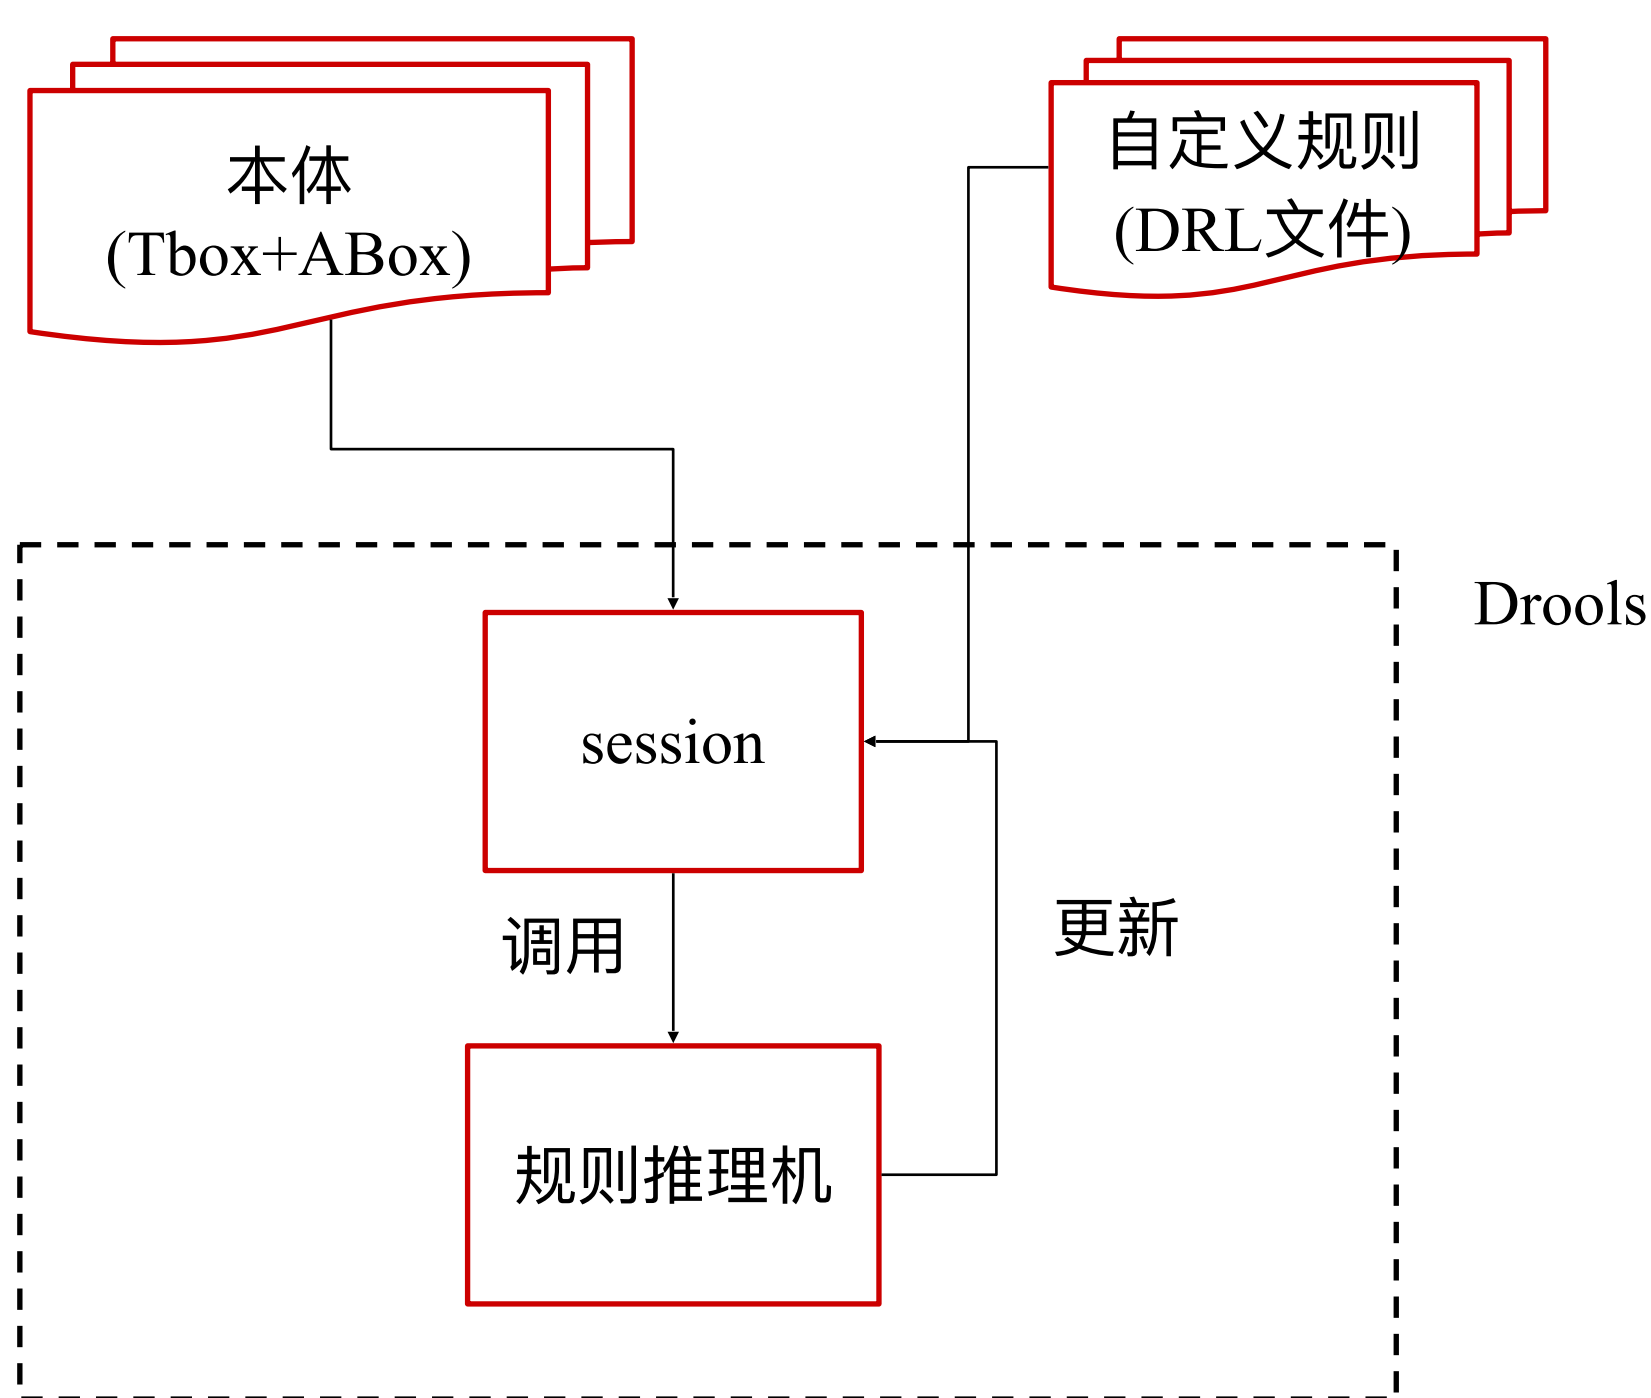 本体
(Tbox+ABox)
自定义规则
(DRL文件)
Drools
session
调用
更新
规则推理机